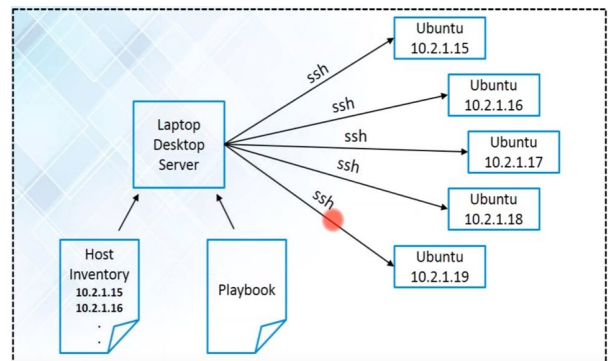 Ubuntu
10.2.1.15
ssh
Ubuntu
10.2.1.16
ssh
Laptop
Desktop
Server
ssh
Ubuntu
10.2.1.17
ssh
Ubuntu
10.2.1.18
ssh
Ubuntu
10.2.1.19
Host
Inventory
10.2.1.15
10.2.1.16
.
.
Playbook